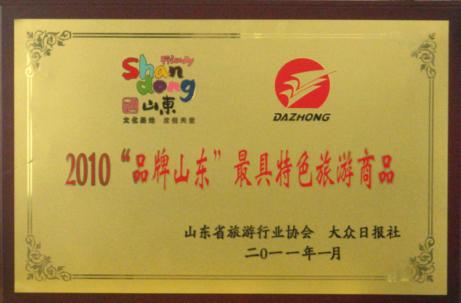 Friendly
Shan
dong
山東
文化圣地 度假天堂
DAZHONG
2010“品牌山东”最具特色旅游商品
山东省旅游行业协会 大众日报社
二〇一一年一月